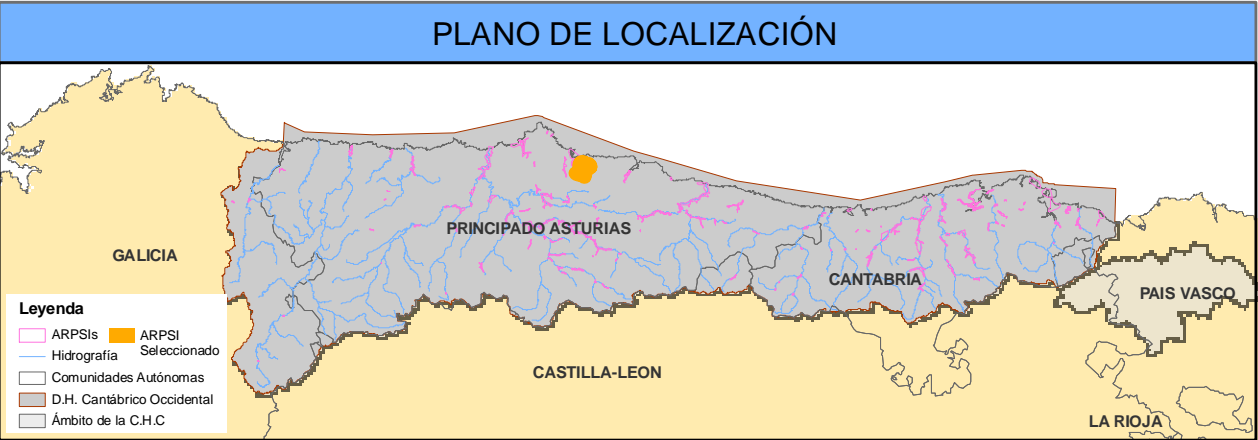 PLANO DE LOCALIZACIÓN
GALICIA
PRINCIPADO ASTURIAS
CANTABRIA
PAIS VASCO
CASTILLA-LEON
LA RIOJA
Leyenda
ARPSIs
ARPSI
Seleccionado
Hidrografía
Comunidades Autónomas
D.H. Cantábrico Occidental
Ámbito de la C.H.C